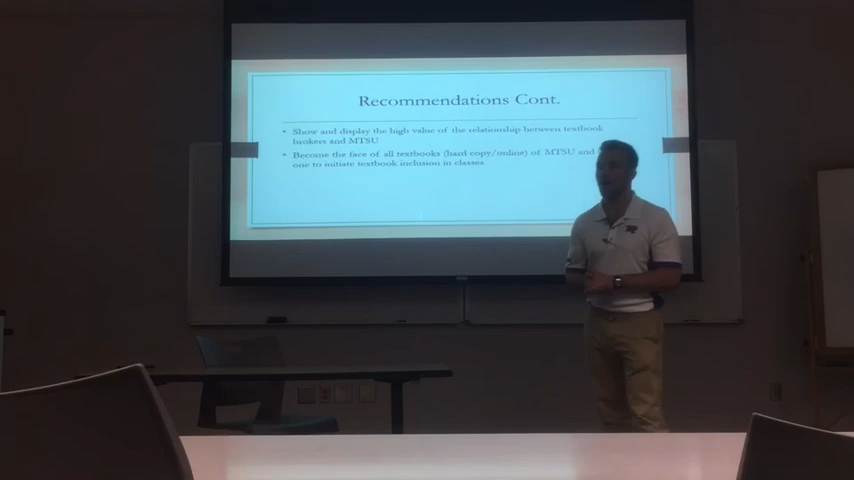 Recommendations Cont.
• Show and display the high value of the relationship between textbook
brokers and MTSU
• Become the face of all textbooks (hard copy/online) of MTSU and
one to initiate textbook inclusion in classes